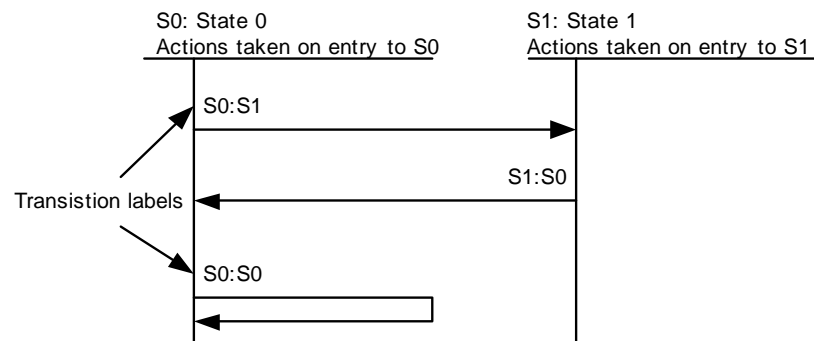 S0: State 0
Actions taken on entry to S0
S1: State 1
Actions taken on entry to S1
S0:S1
S1:S0
Transistion labels
S0:S0